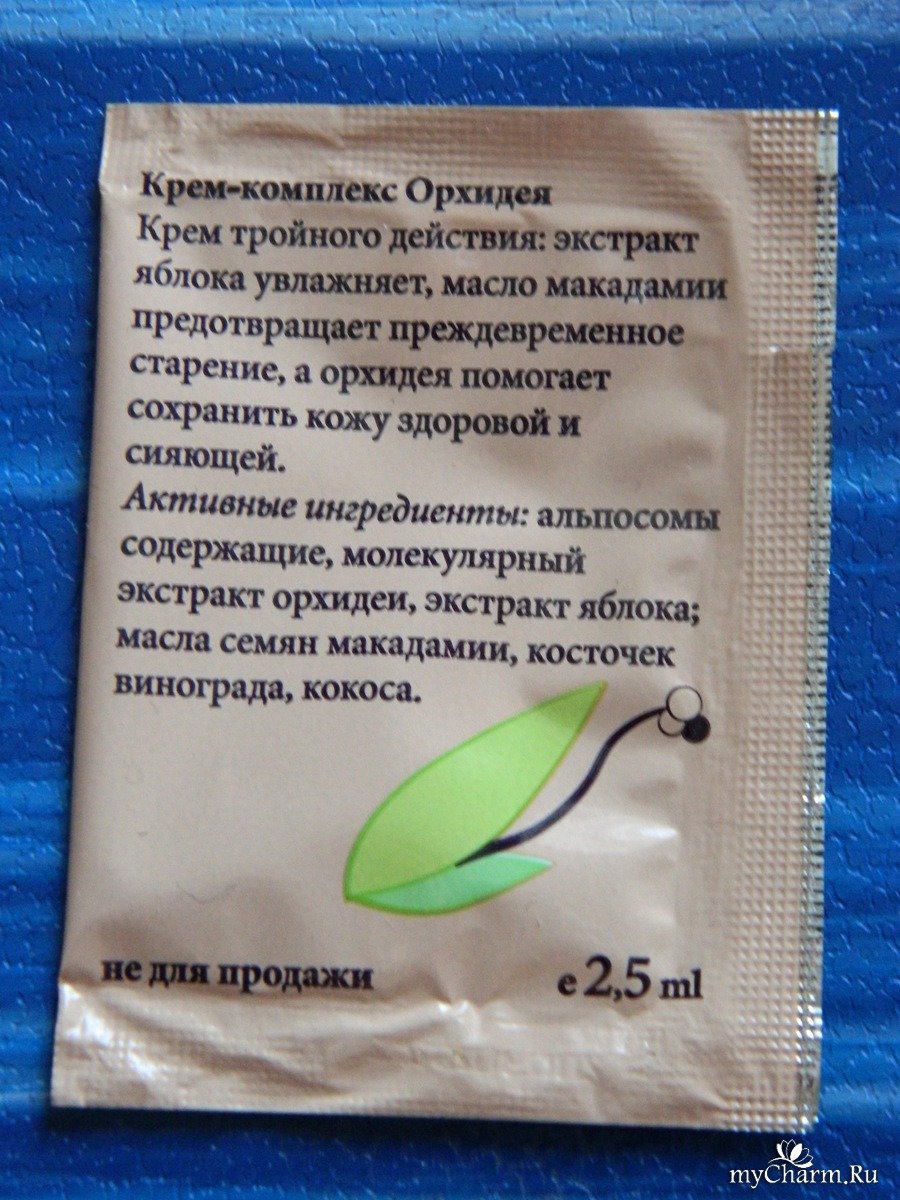 Крем-комплекс Орхидея
Крем тройного действия: экстракт
яблока увлажняет, масло макадамии
предотвращает преждевременное
старение, а орхидея помогает
сохранить кожу здоровой и
сияющей.
Активные ингредиенты: альпосомы
содержащие, молекулярный
экстракт орхидеи, экстракт яблока;
масла семян макадамии, косточек
винограда, кокоса.
не для продажи
e 2,5 ml
myCharm.Ru